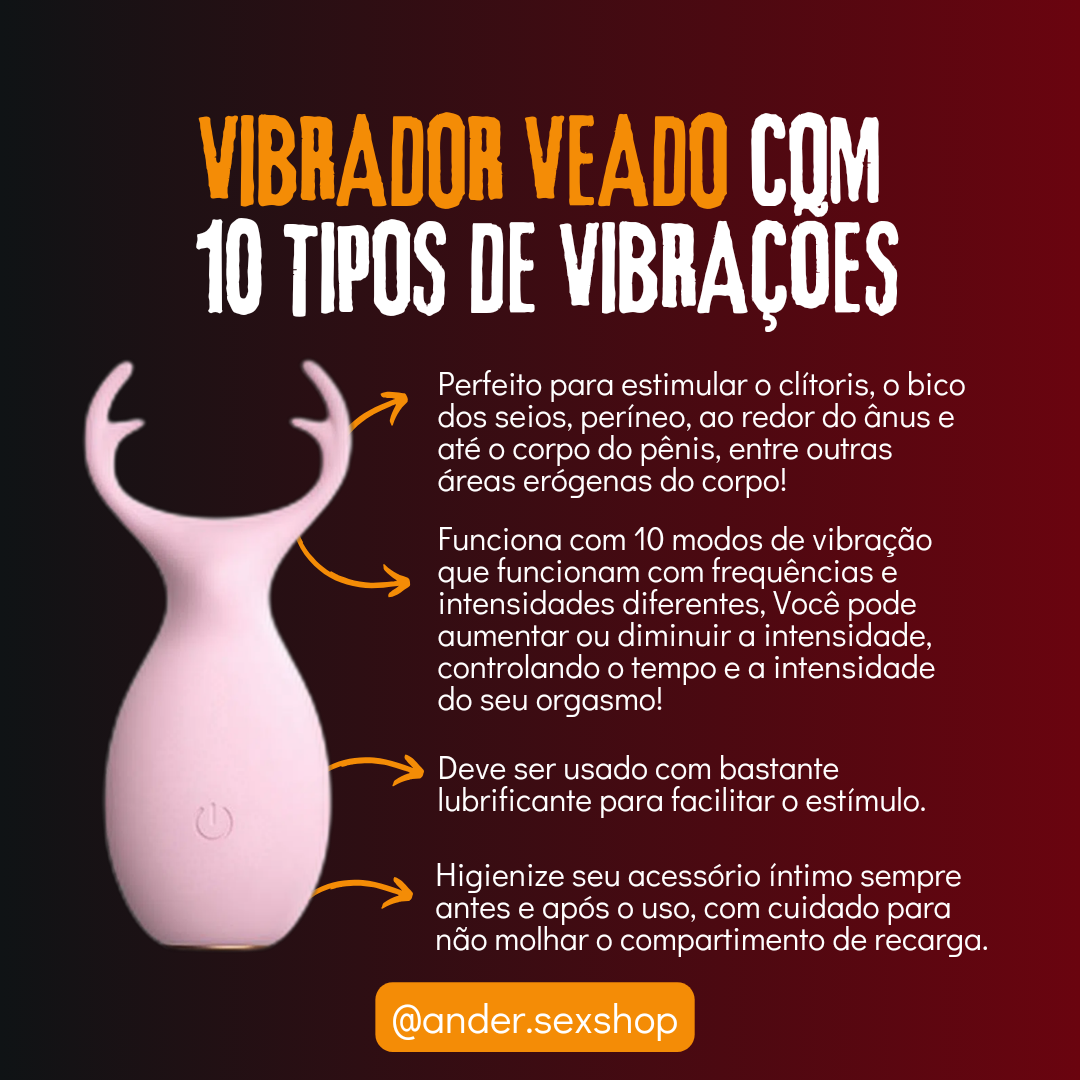 VIBRADOR VEADO COM
10 TIPOS DE VIBRAÇÕES
Perfeito para estimular o clítoris, o bico
dos seios, períneo, ao redor do ânus e
até o corpo do pênis, entre outras
áreas erógenas do corpo!
Funciona com 10 modos de vibração
que funcionam com frequências e
intensidades diferentes, Você pode
aumentar ou diminuir a intensidade,
controlando o tempo e a intensidade
do seu orgasmo!
Deve ser usado com bastante
lubrificante para facilitar o estímulo.
Higienize seu acessório íntimo sempre
antes e após o uso, com cuidado para
não molhar o compartimento de recarga.
@ander.sexshop